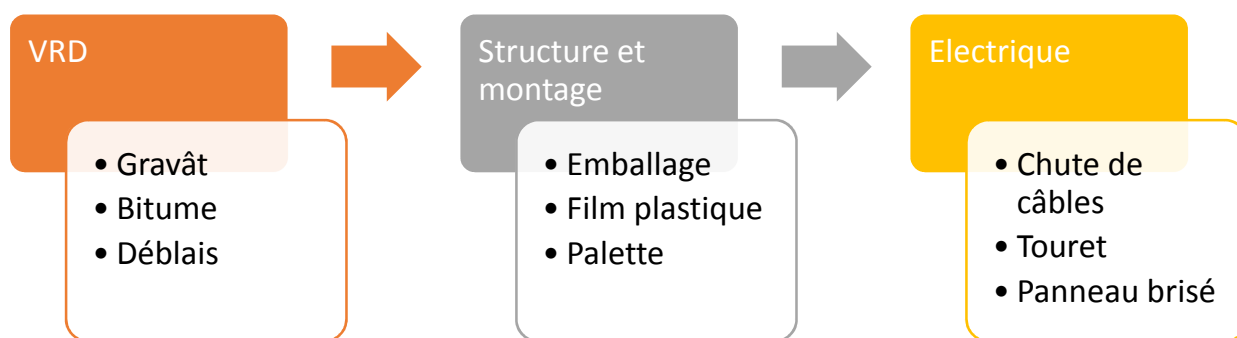 VRD
• Gravât
• Bitume
• Déblais
Structure et
montage
• Emballage
• Film plastique
• Palette
Electrique
• Chute de
câbles
• Touret
• Panneau brisé